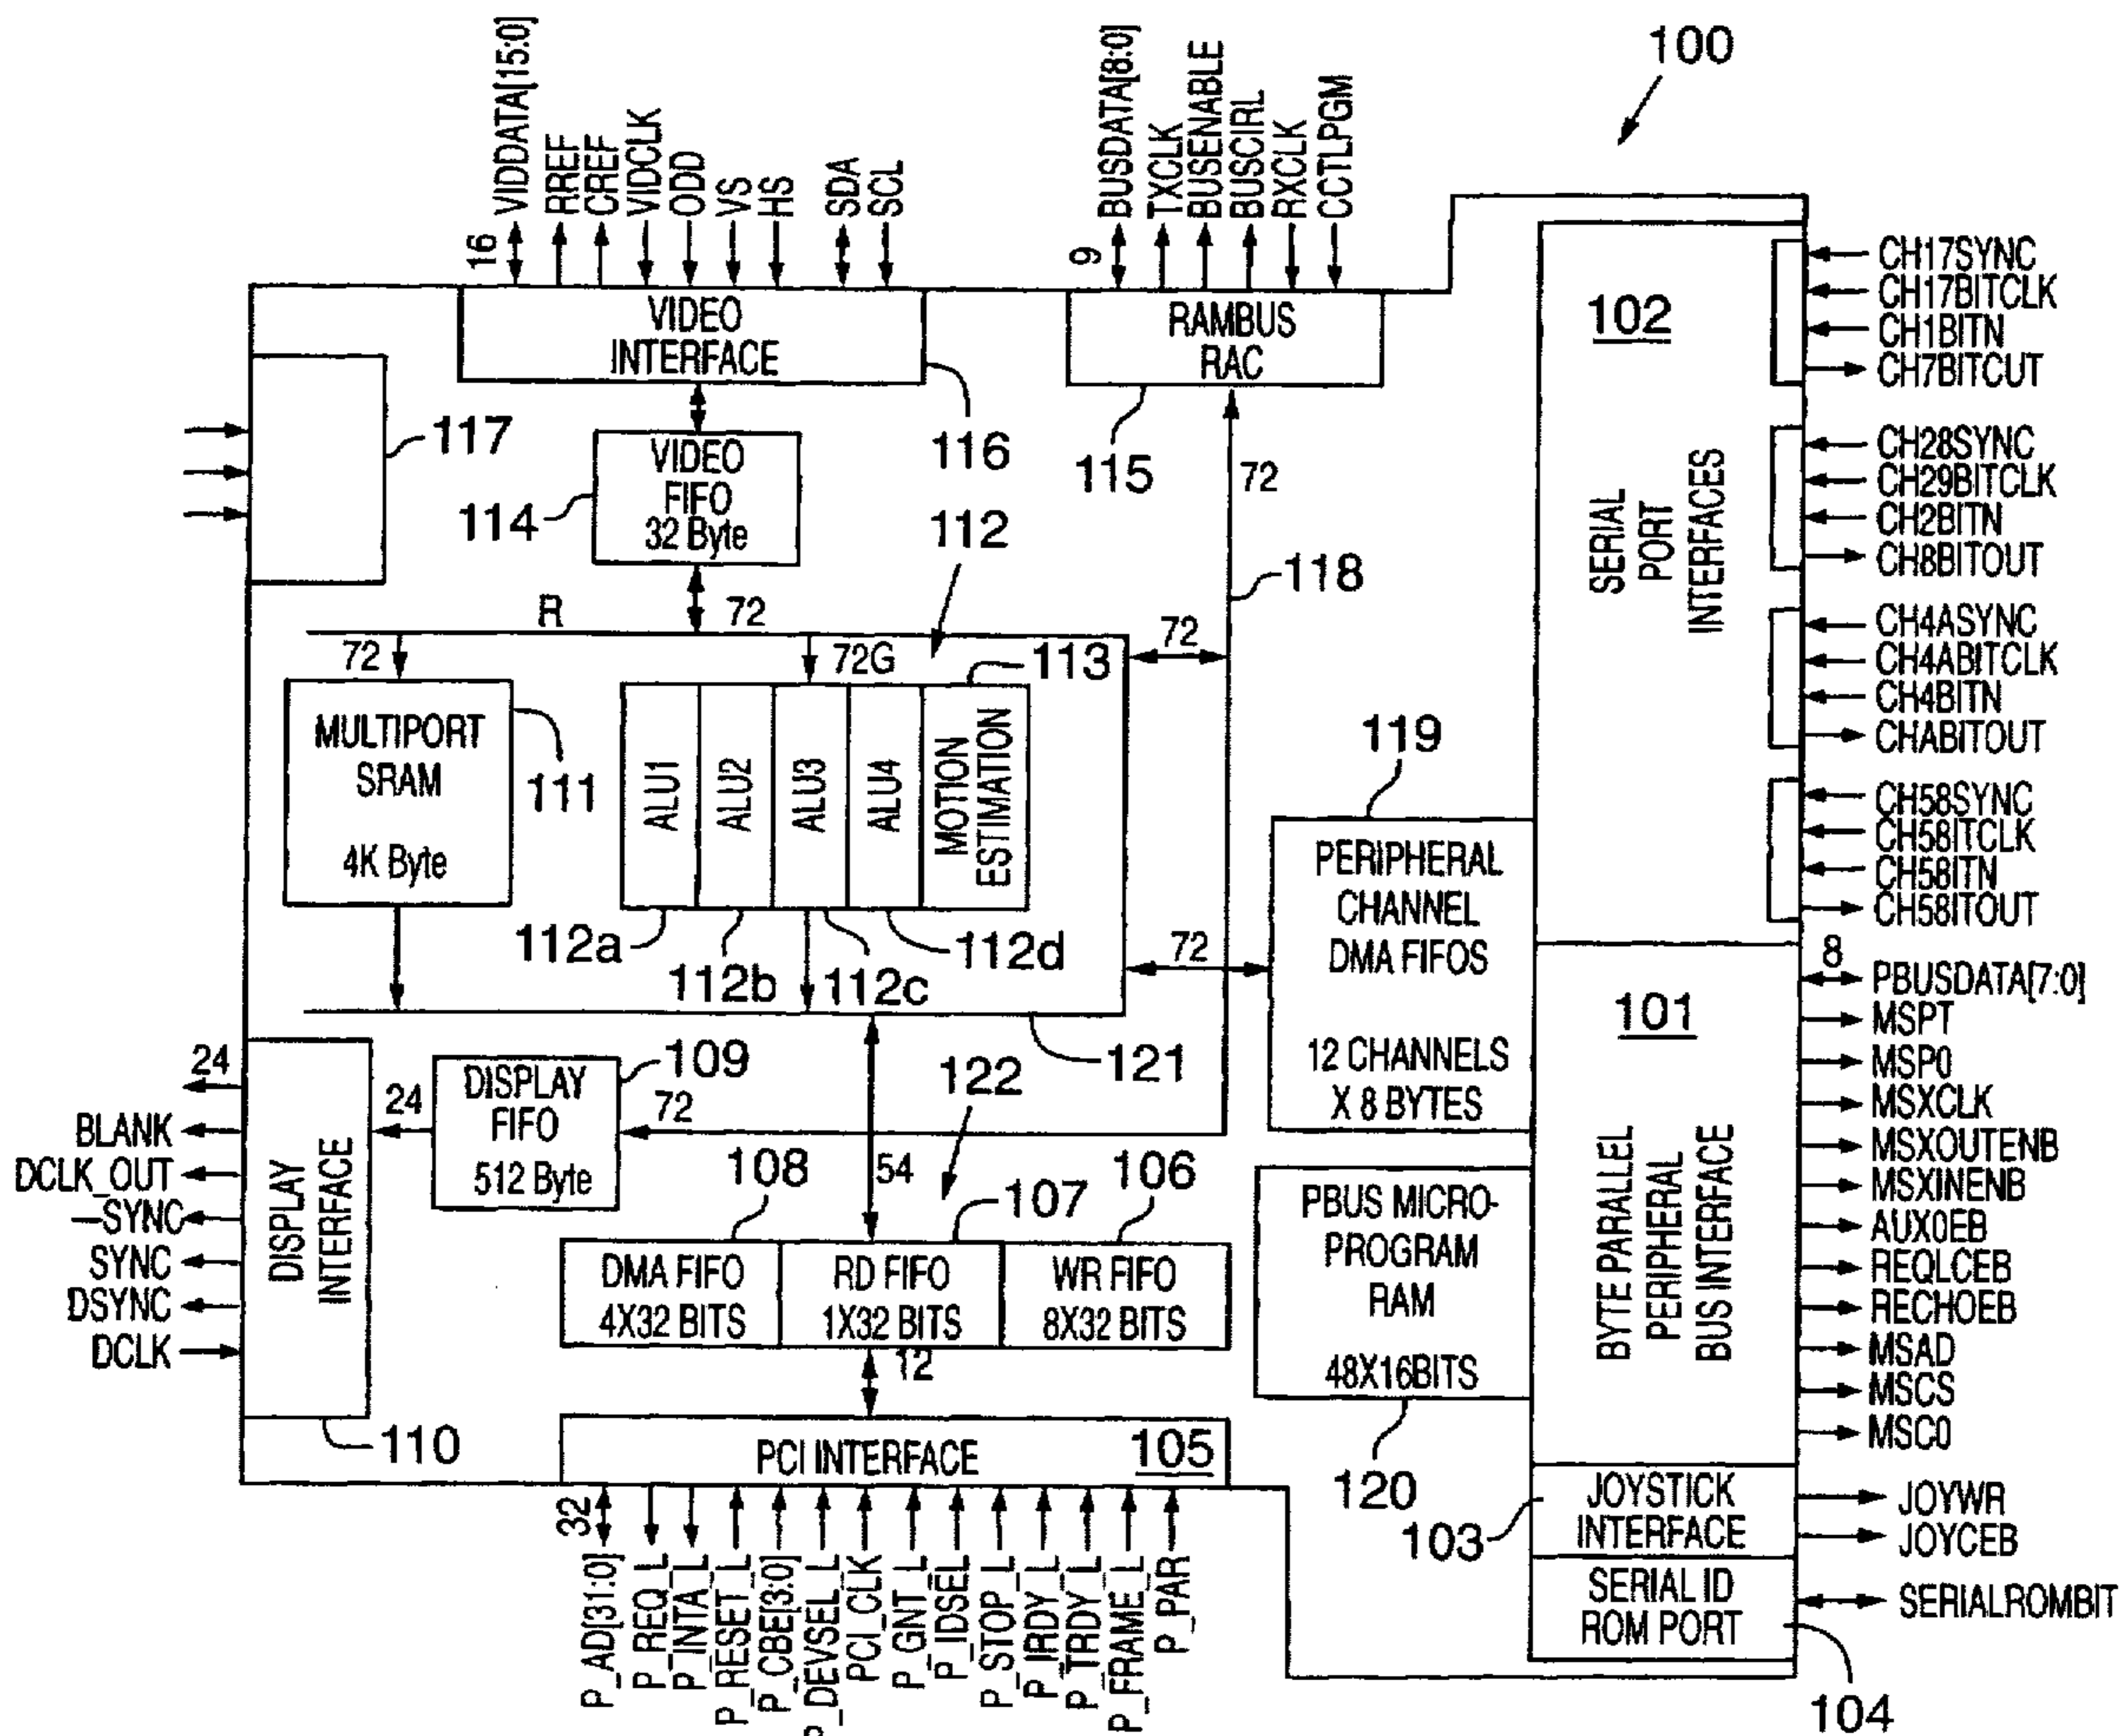 100
VIDDATA[15:0]
RREF
CREF
VIDCLK
ODD
VS
HS
SDA
SCL
16
BUSDATA[8:0]
TXCLK
BUSENABLE
BUSCIRL
RXCLK
CCTLPGM
9
VIDEO
INTERFACE
116
RAMBUS
RAC
115
117
VIDEO
FIFO
32 Byte
114
112
72
118
R
72
72
72
72G
113
MULTIPORT
SRAM
4K Byte
111
ALU1
ALU2
ALU3
ALU4
MOTION
ESTIMATION
112a
112b
112c
112d
72
121
119
PERIPHERAL
CHANNEL
DMA FIFOS
12 CHANNELS
X 8 BYTES
PBUS MICRO-
PROGRAM
RAM
48X16BITS
120
102
SERIAL
PORT
INTERFACES
CH17SYNC
CH17BITCLK
CH1BITN
CH7BITCUT
CH28SYNC
CH29BITCLK
CH2BITN
CH8BITOUT
CH4ASYNC
CH4ABITCLK
CH4BITN
CHABITOUT
CH58SYNC
CH58ITCLK
CH58ITN
CH58ITOUT
101
BYTE PARALLEL
PERIPHERAL
BUS INTERFACE
8
PBUSDATA[7:0]
MSPT
MSP0
MSXCLK
MSXOUTENB
MSXINENB
AUX0EB
REQLCEB
RECHOEB
MSAD
MSCS
MSC0
JOYSTICK
INTERFACE
103
JOYWR
JOYCEB
SERIAL ID
ROM PORT
SERIALROMBIT
104
24
BLANK
DCLK_OUT
—SYNC
SYNC
DSYNC
DCLK
DISPLAY
INTERFACE
110
24
DISPLAY
FIFO
512 Byte
109
72
54
122
108
107
106
DMA FIFO
4X32 BITS
RD FIFO
1X32 BITS
WR FIFO
8X32 BITS
12
PCI INTERFACE
105
32
P_AD[31:0]
P_REQ_L
P_INTA_L
P_RESET_L
P_CBE[3:0]
P_DEVSEL_L
PCI_CLK
P_GNT_L
P_IDSEL
P_STOP_L
P_IRDY_L
P_TRDY_L
P_FRAME_L
P_PAR